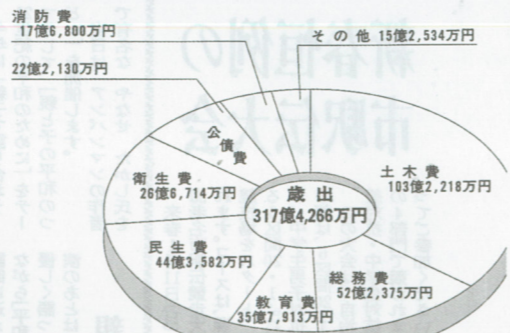 消防費
17億6,800万円
その他 15億2,534万円
22億2,130万円
公債費
土木費
103億2,218万円
衛生費
26億6,714万円
歳出
317億4,266万円
民生費
44億3,582万円
総務費
52億2,375万円
教育費
35億7,913万円